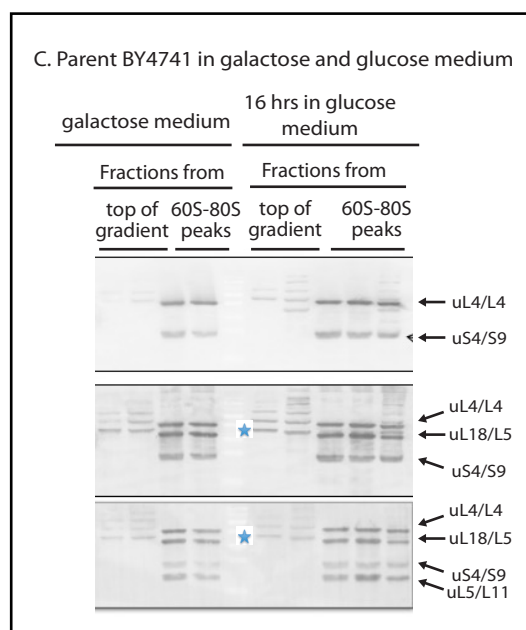 C. Parent BY4741 in galactose and glucose medium
galactose medium
16 hrs in glucose
medium
Fractions from
Fractions from
top of
gradient
60S-80S
peaks
top of
gradient
60S-80S
peaks
uL4/L4
uS4/S9
uL4/L4
uL18/L5
uS4/S9
uL4/L4
uL18/L5
uS4/S9
uL5/L11